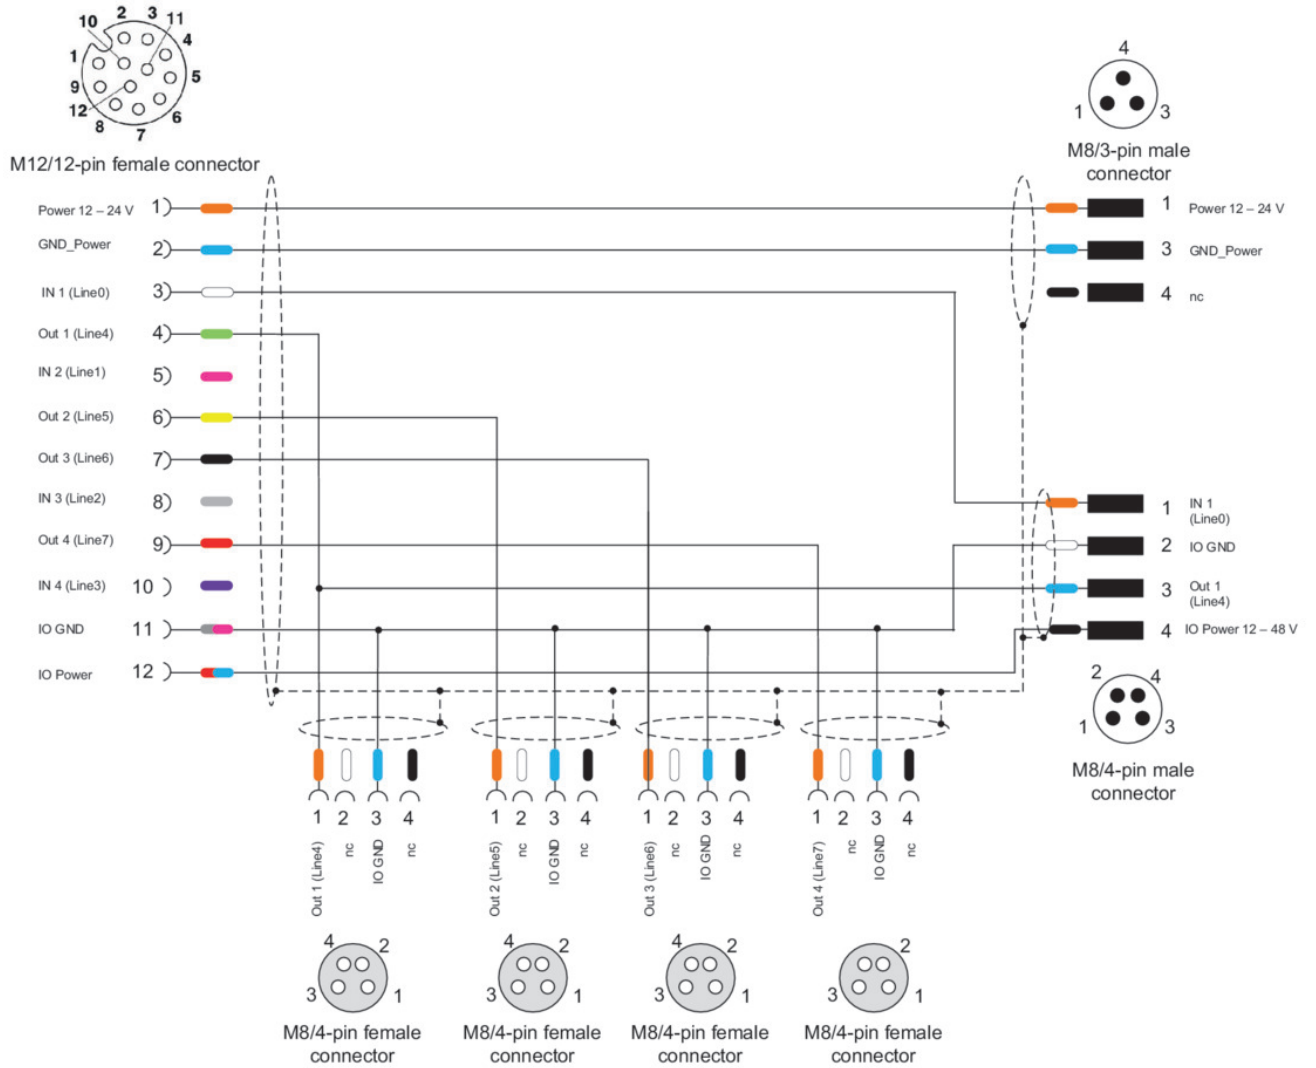 2 3
10 11
4
1
5
9
12
6
8
7
M12/12-pin female connector
4
1 3
M8/3-pin male
connector
Power 12 – 24 V 1
GND_Power 2
IN 1 (Line0) 3
Out 1 (Line4) 4
IN 2 (Line1) 5
Out 2 (Line5) 6
Out 3 (Line6) 7
IN 3 (Line2) 8
Out 4 (Line7) 9
IN 4 (Line3) 10
IO GND 11
IO Power 12
1 Power 12 – 24 V
3 GND_Power
4 nc
1 IN 1
(Line0)
2 IO GND
3 Out 1
(Line4)
4 IO Power 12 – 48 V
2 4
1 3
M8/4-pin male
connector
1 2 3 4
Out 1 (Line4)
nc
IO GND
nc
1 2 3 4
Out 2 (Line5)
nc
IO GND
nc
1 2 3 4
Out 3 (Line6)
nc
IO GND
nc
1 2 3 4
Out 4 (Line7)
nc
IO GND
nc
4 2
3 1
M8/4-pin female
connector
4 2
3 1
M8/4-pin female
connector
4 2
3 1
M8/4-pin female
connector
2
3 1
M8/4-pin female
connector